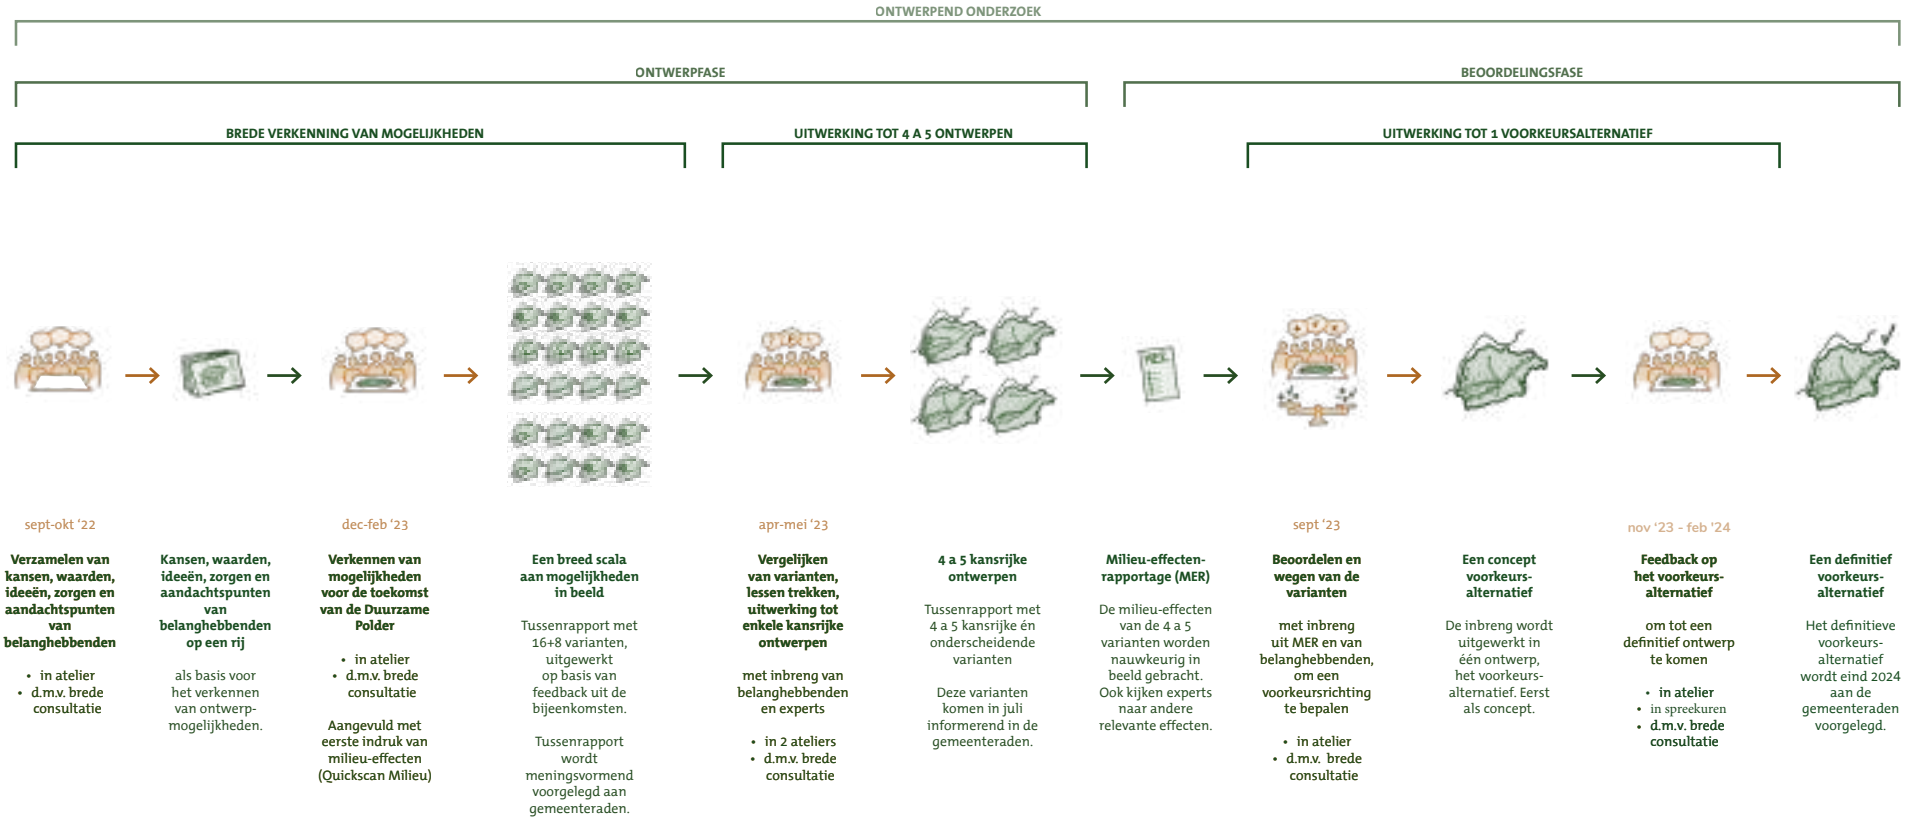 ONTWERPEND ONDERZOEK
ONTWERPFASE
BEOORDELINGSFASE
BREDE VERKENNING VAN MOGELIJKHEDEN
UITWERKING TOT 4 A 5 ONTWERPEN
UITWERKING TOT 1 VOORKEURSALTERNATIEF
MER
sept-okt ‘22
Verzamelen van
kansen, waarden,
ideeën, zorgen en
aandachtspunten
van
belanghebbenden
• in atelier
• d.m.v. brede
consultatie
Kansen, waarden,
ideeën, zorgen en
aandachtspunten
van
belanghebbenden
op een rij
als basis voor
het verkennen
van ontwerp-
mogelijkheden.
dec-feb ‘23
Verkennen van
mogelijkheden
voor de toekomst
van de Duurzame
Polder
• in atelier
• d.m.v. brede
consultatie
Aangevuld met
eerste indruk van
milieu-effecten
(Quickscan Milieu)
Een breed scala
aan mogelijkheden
in beeld
Tussenrapport met
16+8 varianten,
uitgewerkt
op basis van
feedback uit de
bijeenkomsten.
Tussenrapport
wordt
meningsvormend
voorgelegd aan
gemeenteraden.
apr-mei ‘23
Vergelijken
van varianten,
lessen trekken,
uitwerking tot
enkele kansrijke
ontwerpen
met inbreng van
belanghebbenden
en experts
• in 2 ateliers
• d.m.v. brede
consultatie
4 a 5 kansrijke
ontwerpen
Tussenrapport met
4 a 5 kansrijke én
onderscheidende
varianten
Deze varianten
komen in juli
informerend in de
gemeenteraden.
Milieu-effecten-
rapportage (MER)
De milieu-effecten
van de 4 a 5
varianten worden
nauwkeurig in
beeld gebracht.
Ook kijken experts
naar andere
relevante effecten.
sept ‘23
Beoordelen en
wegen van de
varianten
met inbreng
uit MER en van
belanghebbenden,
om een
voorkeursrichting
te bepalen
• in atelier
• d.m.v. brede
consultatie
Een concept
voorkeurs-
alternatief
De inbreng wordt
uitgewerkt in
één ontwerp,
het voorkeurs-
alternatief. Eerst
als concept.
nov ‘23 - feb ‘24
Feedback op
het voorkeurs-
alternatief
om tot een
definitief ontwerp
te komen
• in atelier
• in spreekuren
• d.m.v. brede
consultatie
Een definitief
voorkeurs-
alternatief
Het definitieve
voorkeurs-
alternatief
wordt eind 2024
aan de
gemeenteraden
voorgelegd.